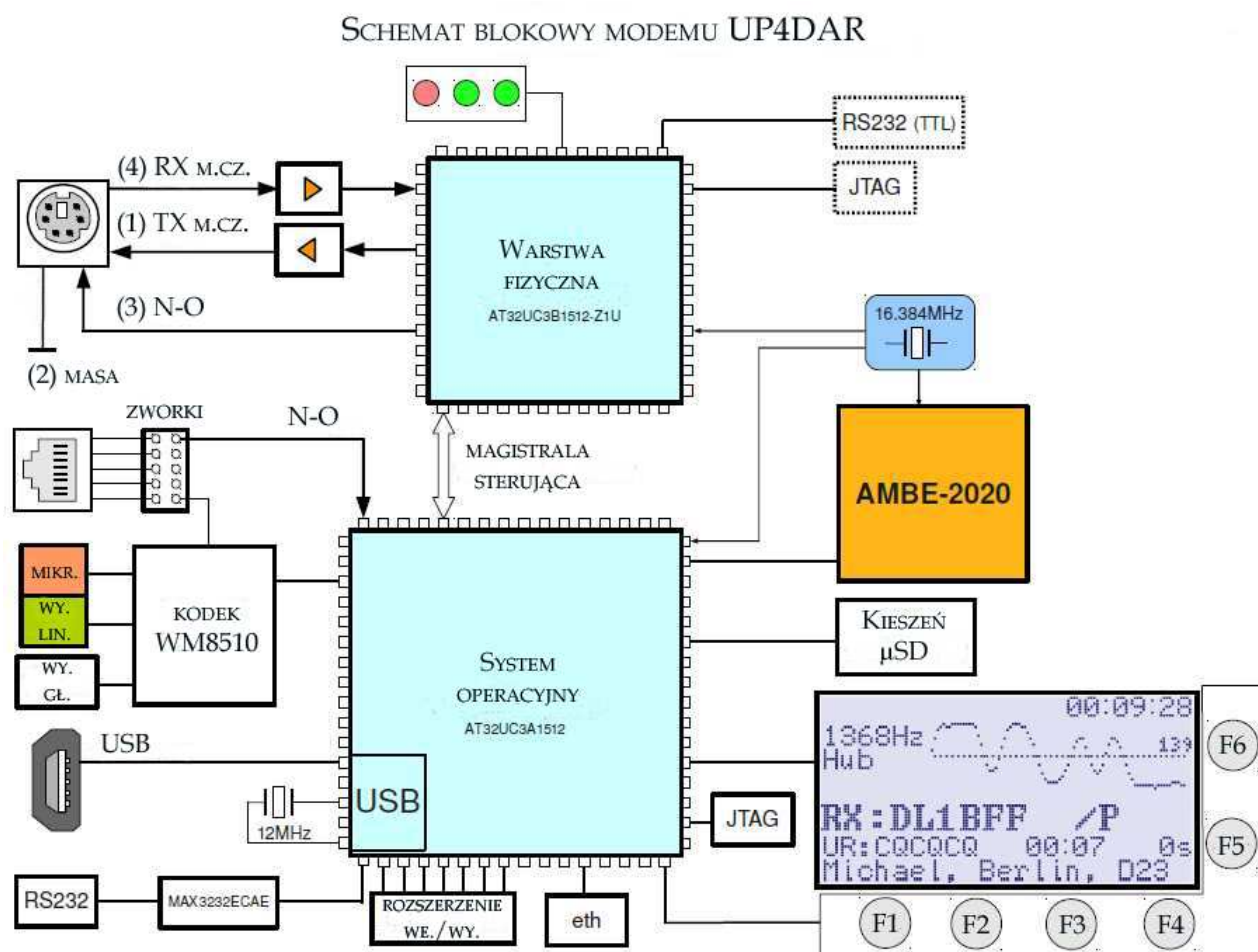 SCHEMAT BLOKOWY MODEMU UP4DAR
RS232 (TTL)
JTAG
(4) RX M.CZ.
(1) TX M.CZ.
(3) N-O
(2) MASA
WARSTWA
FIZYCZNA
AT32UC3B1512-Z1U
16.384MHz
AMBE-2020
ZWORKI
N-O
MAGISTRALA
STERUJĄCA
MIKR.
WY.
LIN.
WY.
GŁ.
KODEK
WM8510
SYSTEM
OPERACYJNY
AT32UC3A1512
KIESZEŃ
µSD
USB
USB
12MHz
JTAG
00:09:28
1368Hz
139
Hub
RX:DL1BFF /P
UR:CQCQCQ 00:07 0s
Michael, Berlin, D23
F6
F5
F1 F2 F3 F4
RS232
MAX3232ECAE
ROZSZERZENIE
WE./WY.
eth